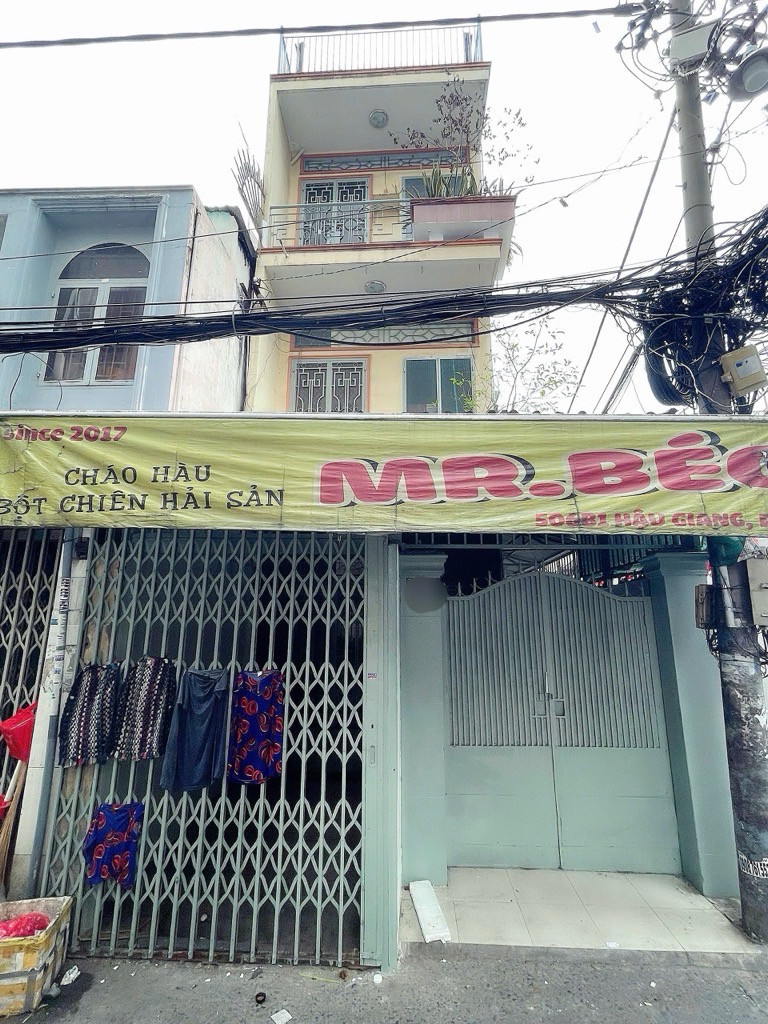 Since 2017
CHÁO HÀU
BỘT CHIÊN HẢI SẢN
MR.BÉO
506B1 HẬU GIANG,